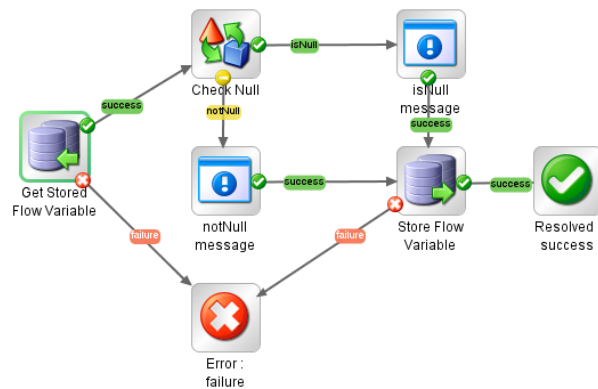 isNull
Check Null
isNull
message
success
notNull
success
Get Stored
Flow Variable
success
success
notNull
message
Store Flow
Variable
Resolved :
success
failure
failure
Error :
failure